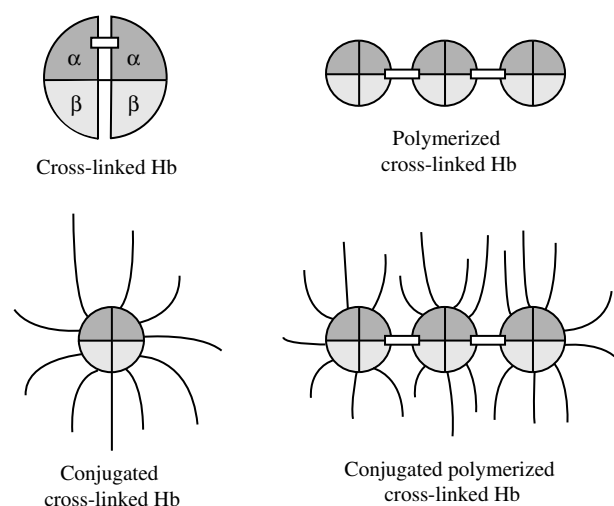 α α
β β
Cross-linked Hb
Polymerized
cross-linked Hb
Conjugated
cross-linked Hb
Conjugated polymerized
cross-linked Hb